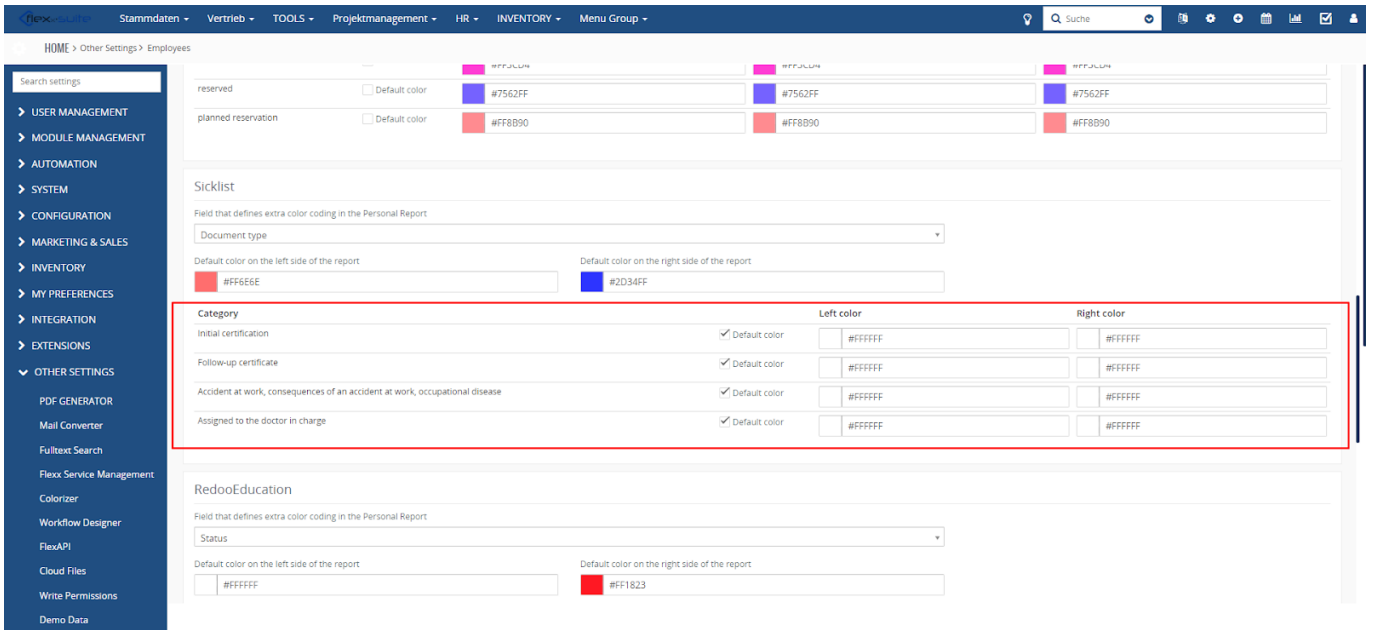 flex-suite Stammdaten Vertrieb TOOLS Projektmanagement HR INVENTORY Menu Group Suche
HOME > Other Settings > Employees
Search settings
USER MANAGEMENT
MODULE MANAGEMENT
AUTOMATION
SYSTEM
CONFIGURATION
MARKETING & SALES
INVENTORY
MY PREFERENCES
INTEGRATION
EXTENSIONS
OTHER SETTINGS
PDF GENERATOR
Mail Converter
Fulltext Search
Flexx Service Management
Colorizer
Workflow Designer
FlexAPI
Cloud Files
Write Permissions
Demo Data
#FF5CD4 #FF5CD4 #FF5CD4
reserved Default color #7562FF #7562FF #7562FF
planned reservation Default color #FF8B90 #FF8B90 #FF8B90
Sicklist
Field that defines extra color coding in the Personal Report
Document type
Default color on the left side of the report Default color on the right side of the report
#FF6E6E #2D34FF
Category Left color Right color
Initial certification Default color #FFFFFF #FFFFFF
Follow-up certificate Default color #FFFFFF #FFFFFF
Accident at work, consequences of an accident at work, occupational disease Default color #FFFFFF #FFFFFF
Assigned to the doctor in charge Default color #FFFFFF #FFFFFF
RedooEducation
Field that defines extra color coding in the Personal Report
Status
Default color on the left side of the report Default color on the right side of the report
#FFFFFF #FF1823